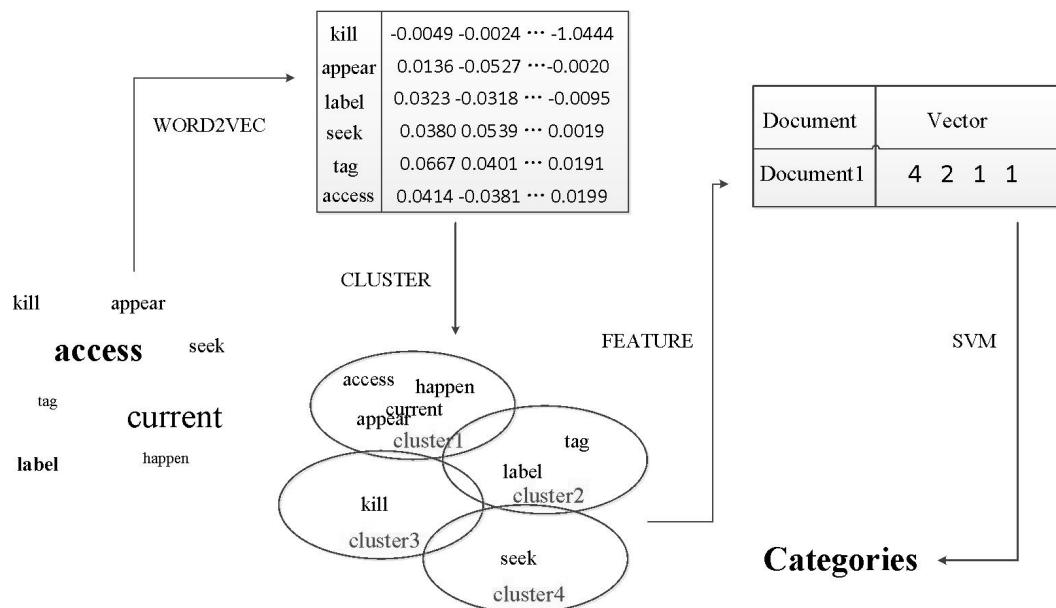 kill -0.0049 -0.0024 ··· -1.0444
appear 0.0136 -0.0527 ···-0.0020
label 0.0323 -0.0318 ··· -0.0095
seek 0.0380 0.0539 ··· 0.0019
tag 0.0667 0.0401 ··· 0.0191
access 0.0414 -0.0381 ··· 0.0199
WORD2VEC
Document Vector
Document1 4 2 1 1
CLUSTER
kill appear
access seek
tag current
label happen
FEATURE
SVM
access happen
current
appear
cluster1
tag
label
cluster2
kill
cluster3
seek
cluster4
Categories